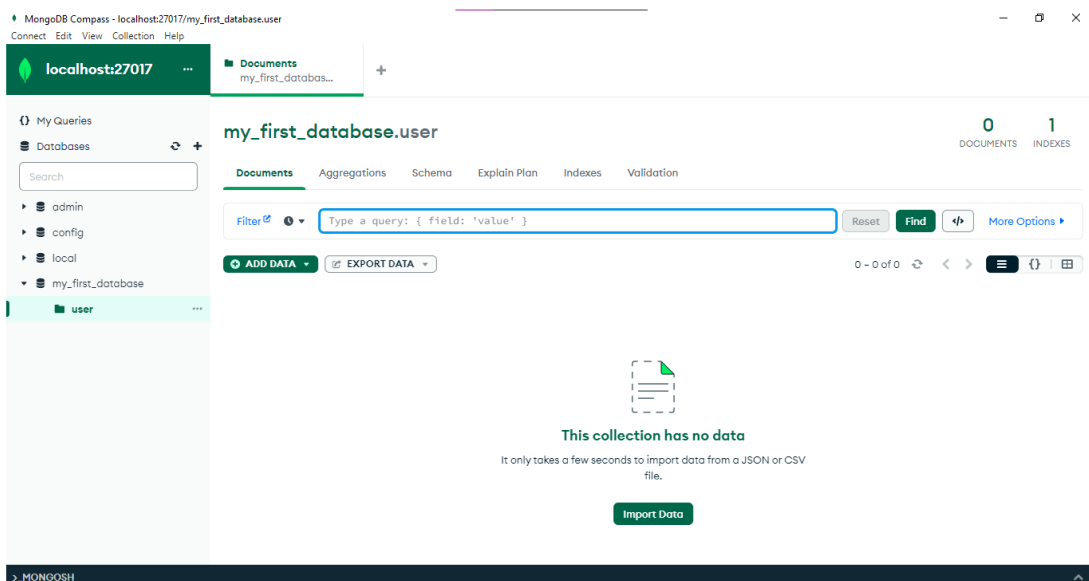 MongoDB Compass - localhost:27017/my_first_database.user
Connect Edit View Collection Help
localhost:27017
Documents
my_first_databas...
My Queries
Databases
Search
admin
config
local
my_first_database
user
my_first_database.user
0
DOCUMENTS
1
INDEXES
Documents Aggregations Schema Explain Plan Indexes Validation
Filter Type a query: { field: 'value' } Reset Find More Options
ADD DATA EXPORT DATA 0 – 0 of 0
This collection has no data
It only takes a few seconds to import data from a JSON or CSV
file.
Import Data
>_MONGOSH